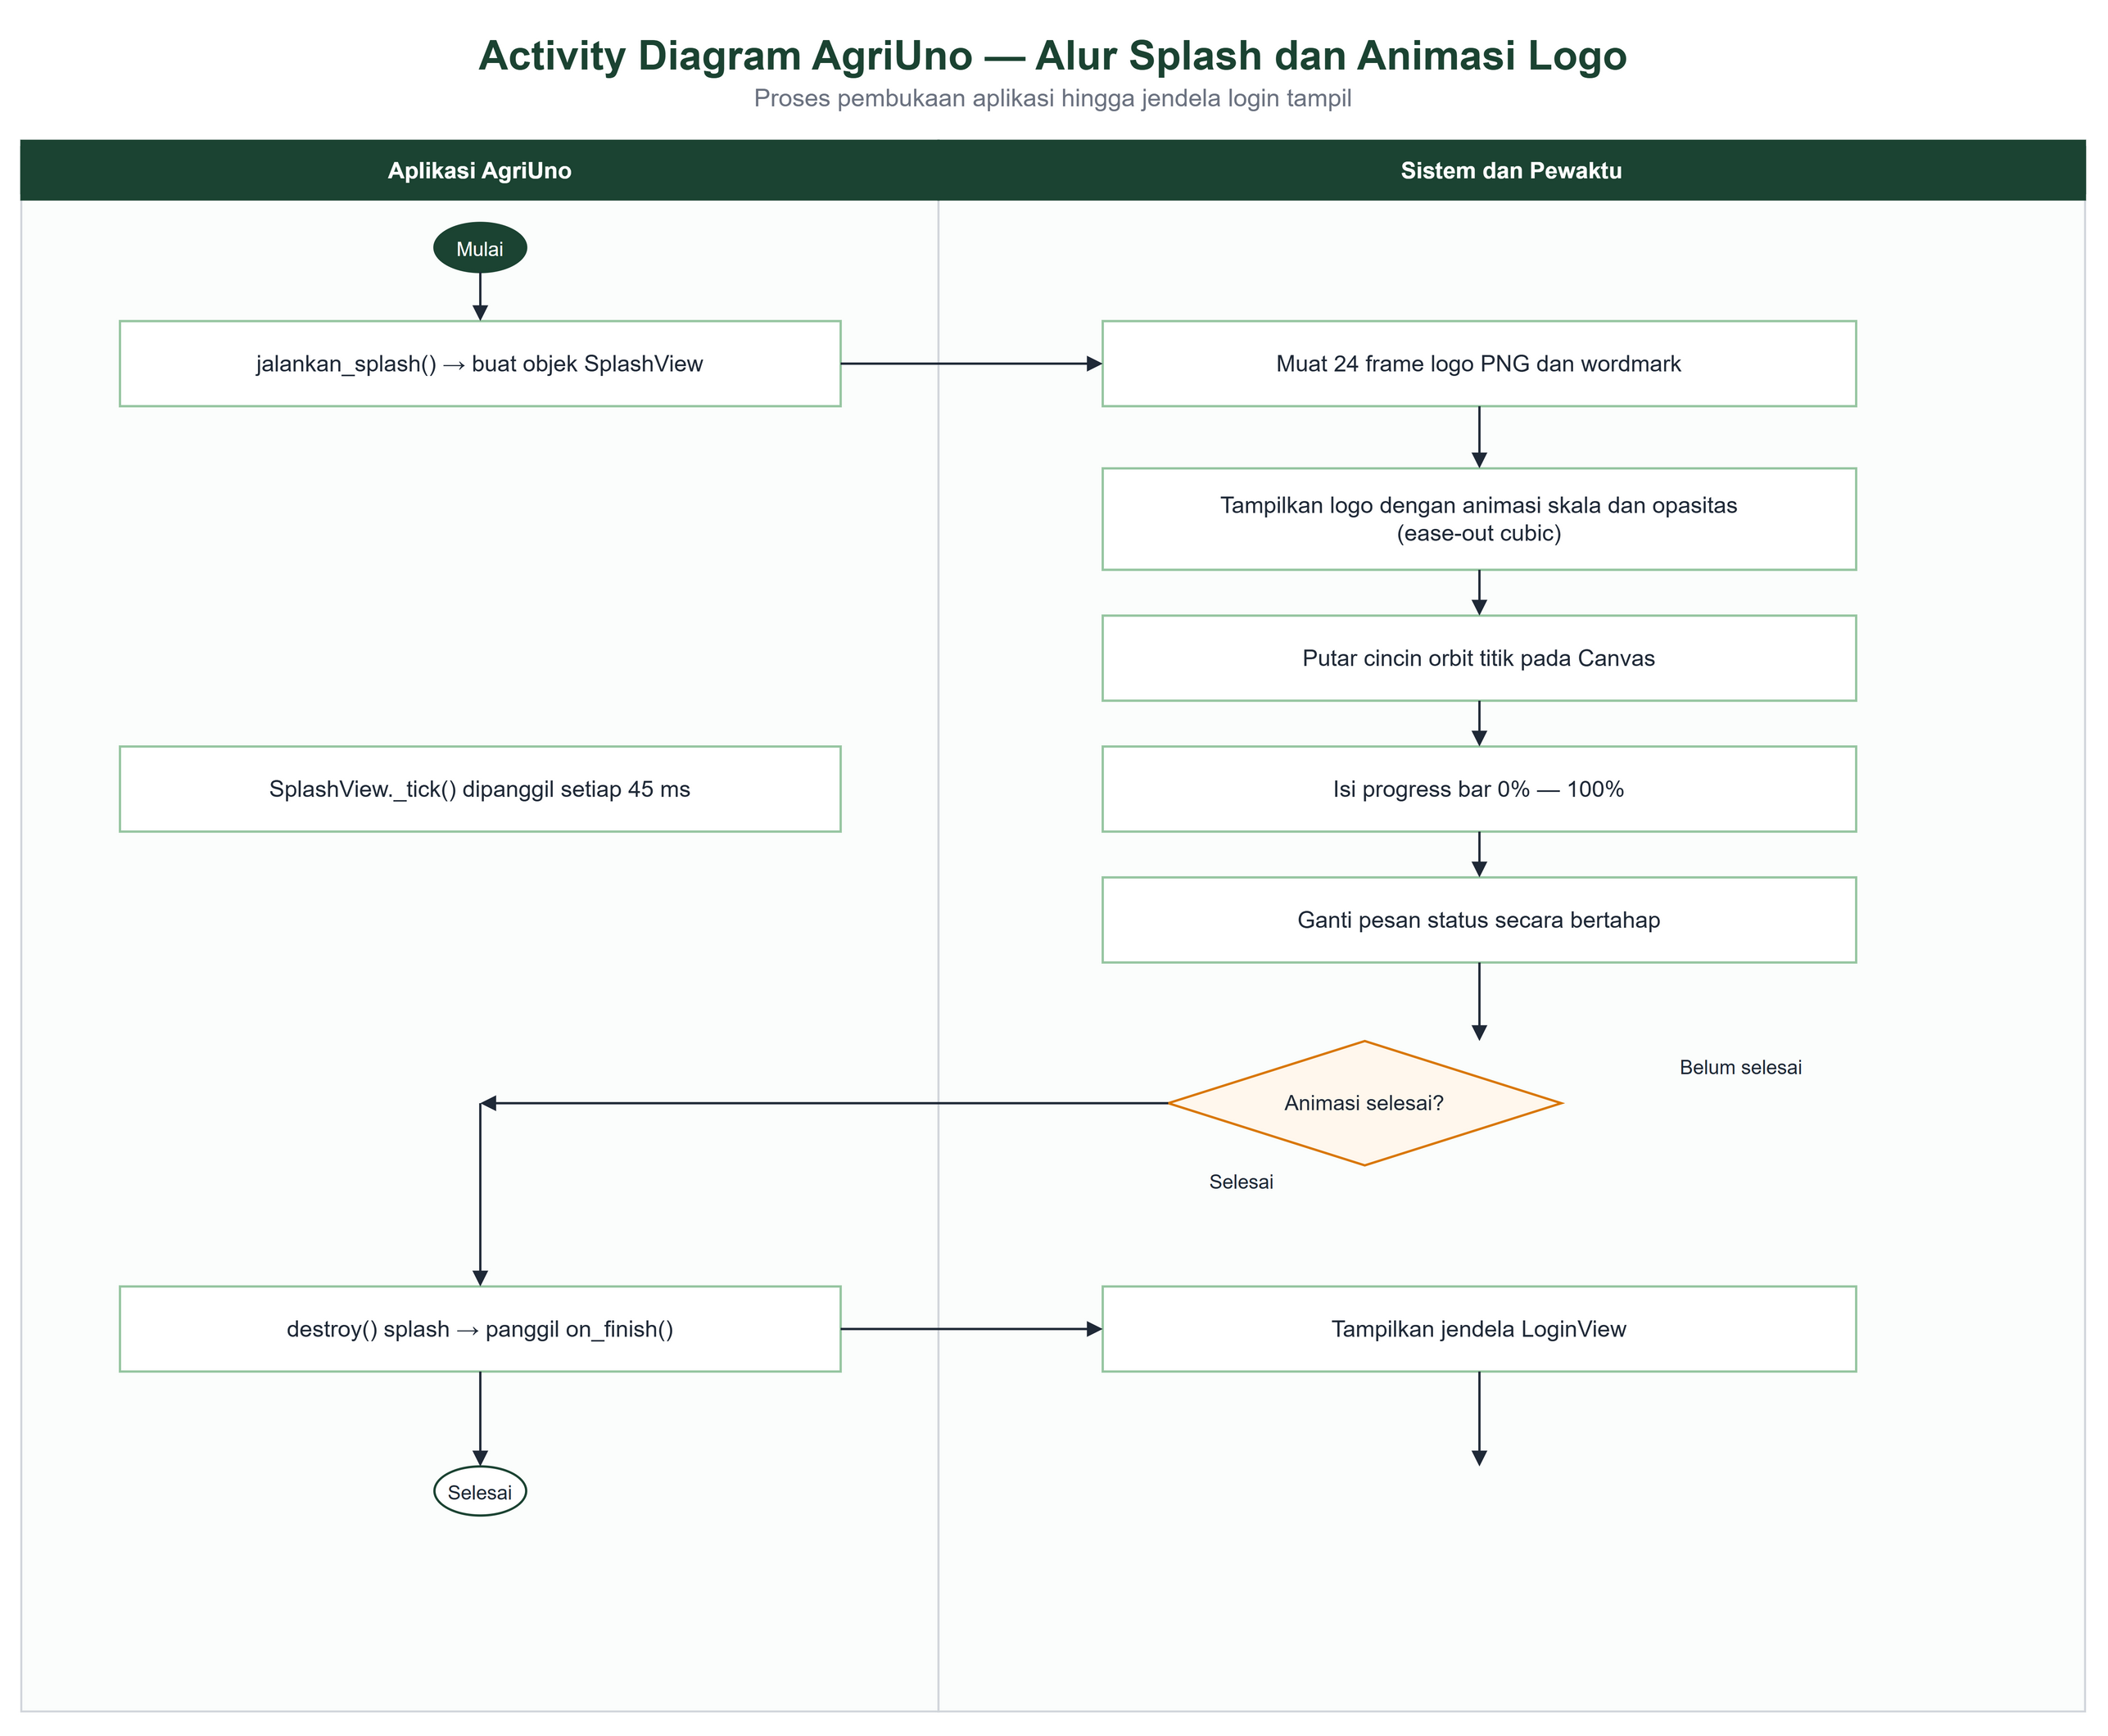 Activity Diagram AgriUno — Alur Splash dan Animasi Logo
Proses pembukaan aplikasi hingga jendela login tampil
Aplikasi AgriUno
Sistem dan Pewaktu
Mulai
jalankan_splash() → buat objek SplashView
Muat 24 frame logo PNG dan wordmark
Tampilkan logo dengan animasi skala dan opasitas
(ease-out cubic)
Putar cincin orbit titik pada Canvas
SplashView._tick() dipanggil setiap 45 ms
Isi progress bar 0% — 100%
Ganti pesan status secara bertahap
Belum selesai
Animasi selesai?
Selesai
destroy() splash → panggil on_finish()
Tampilkan jendela LoginView
Selesai